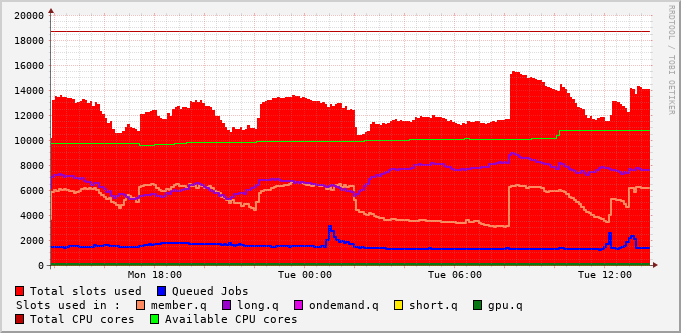 20000
18000
16000
14000
12000
10000
8000
6000
4000
2000
0
Mon 18:00 Tue 00:00 Tue 06:00 Tue 12:00
RRDTOOL / TOBI OETIKER
Total slots used Queued Jobs
Slots used in : member.q long.q ondemand.q short.q gpu.q
Total CPU cores Available CPU cores